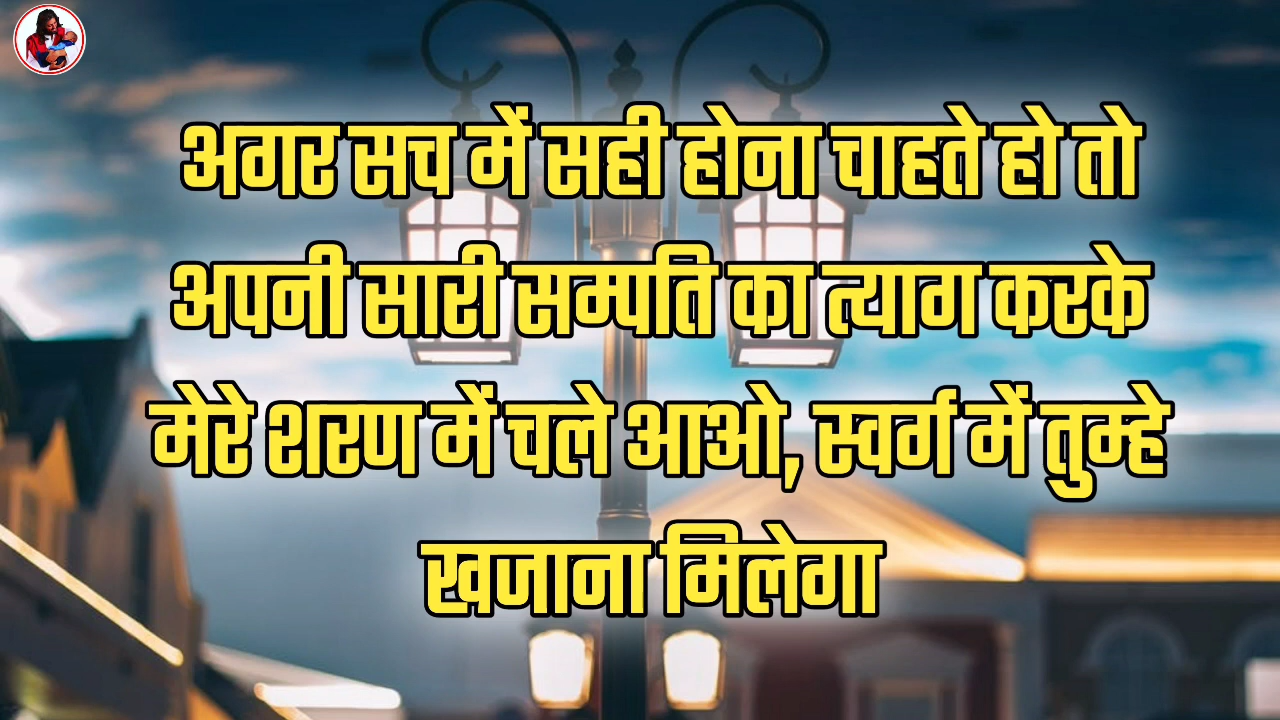 अगर सच में सही होना चाहते हो तो
अपनी सारी सम्पति का त्याग करके
मेरे शरण में चले आओ, स्वर्ग में तुम्हे
खजाना मिलेगा